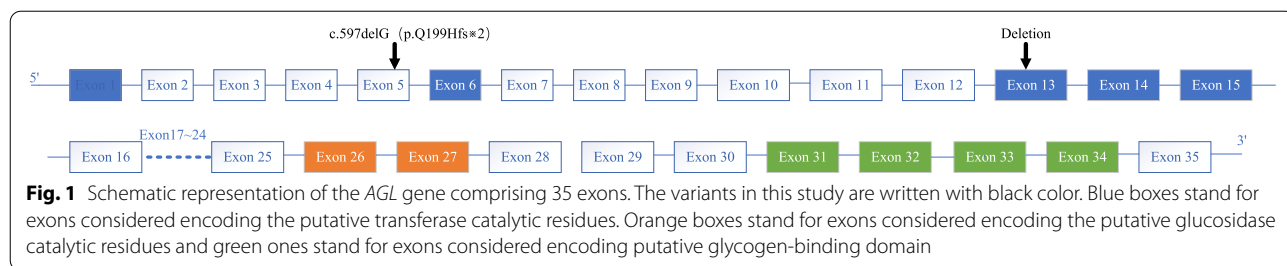 c.597delG (p.Q199Hfs※2) Deletion
5' Exon 1 Exon 2 Exon 3 Exon 4 Exon 5 Exon 6 Exon 7 Exon 8 Exon 9 Exon 10 Exon 11 Exon 12 Exon 13 Exon 14 Exon 15
Exon17~24
Exon 16 Exon 25 Exon 26 Exon 27 Exon 28 Exon 29 Exon 30 Exon 31 Exon 32 Exon 33 Exon 34 Exon 35 3'
Fig. 1 Schematic representation of the AGL gene comprising 35 exons. The variants in this study are written with black color. Blue boxes stand for
exons considered encoding the putative transferase catalytic residues. Orange boxes stand for exons considered encoding the putative glucosidase
catalytic residues and green ones stand for exons considered encoding putative glycogen-binding domain